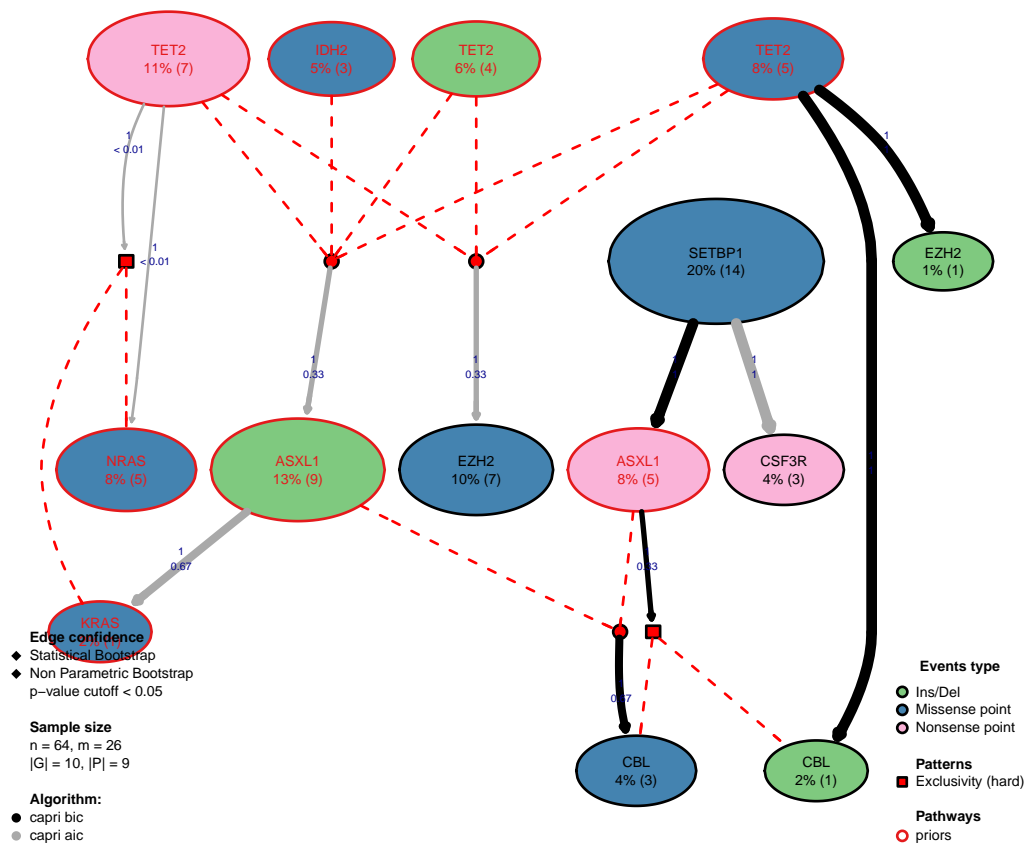 TET2
11% (7)
IDH2
5% (3)
TET2
6% (4)
TET2
8% (5)
1
< 0.01
1
1
< 0.01
SETBP1
20% (14)
EZH2
1% (1)
1
0.33
1
0.33
1
1
NRAS
8% (5)
ASXL1
13% (9)
EZH2
10% (7)
ASXL1
8% (5)
CSF3R
4% (3)
1
0.67
KRAS
CBL
4% (3)
CBL
2% (1)
Edge confidence
Statistical Bootstrap
Non Parametric Bootstrap
p−value cutoff < 0.05
Sample size
n = 64, m = 26
|G| = 10, |P| = 9
Algorithm:
capri bic
capri aic
Events type
Ins/Del
Missense point
Nonsense point
Patterns
Exclusivity (hard)
Pathways
priors